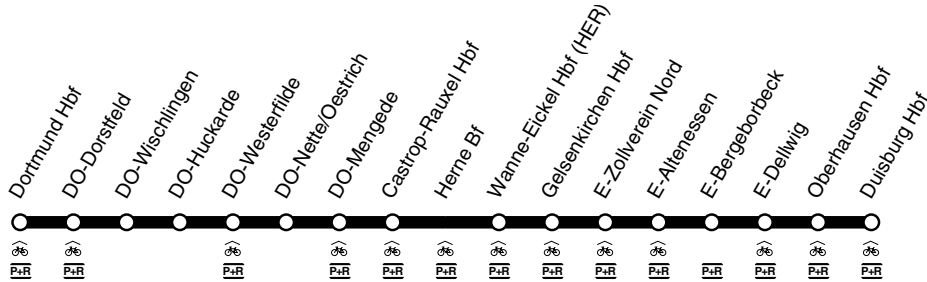 Dortmund Hbf
DO-Dorstfeld
DO-Wischlingen
DO-Huckarde
DO-Westerfilde
DO-Nette/Oestrich
DO-Mengede
Castrop-Rauxel Hbf
Herne Bf
Wanne-Eickel Hbf (HER)
Gelsenkirchen Hbf
E-Zollverein Nord
E-Altenessen
E-Bergeborbeck
E-Dellwig
Oberhausen Hbf
Duisburg Hbf
P+R P+R P+R P+R P+R P+R P+R P+R P+R P+R P+R P+R P+R P+R